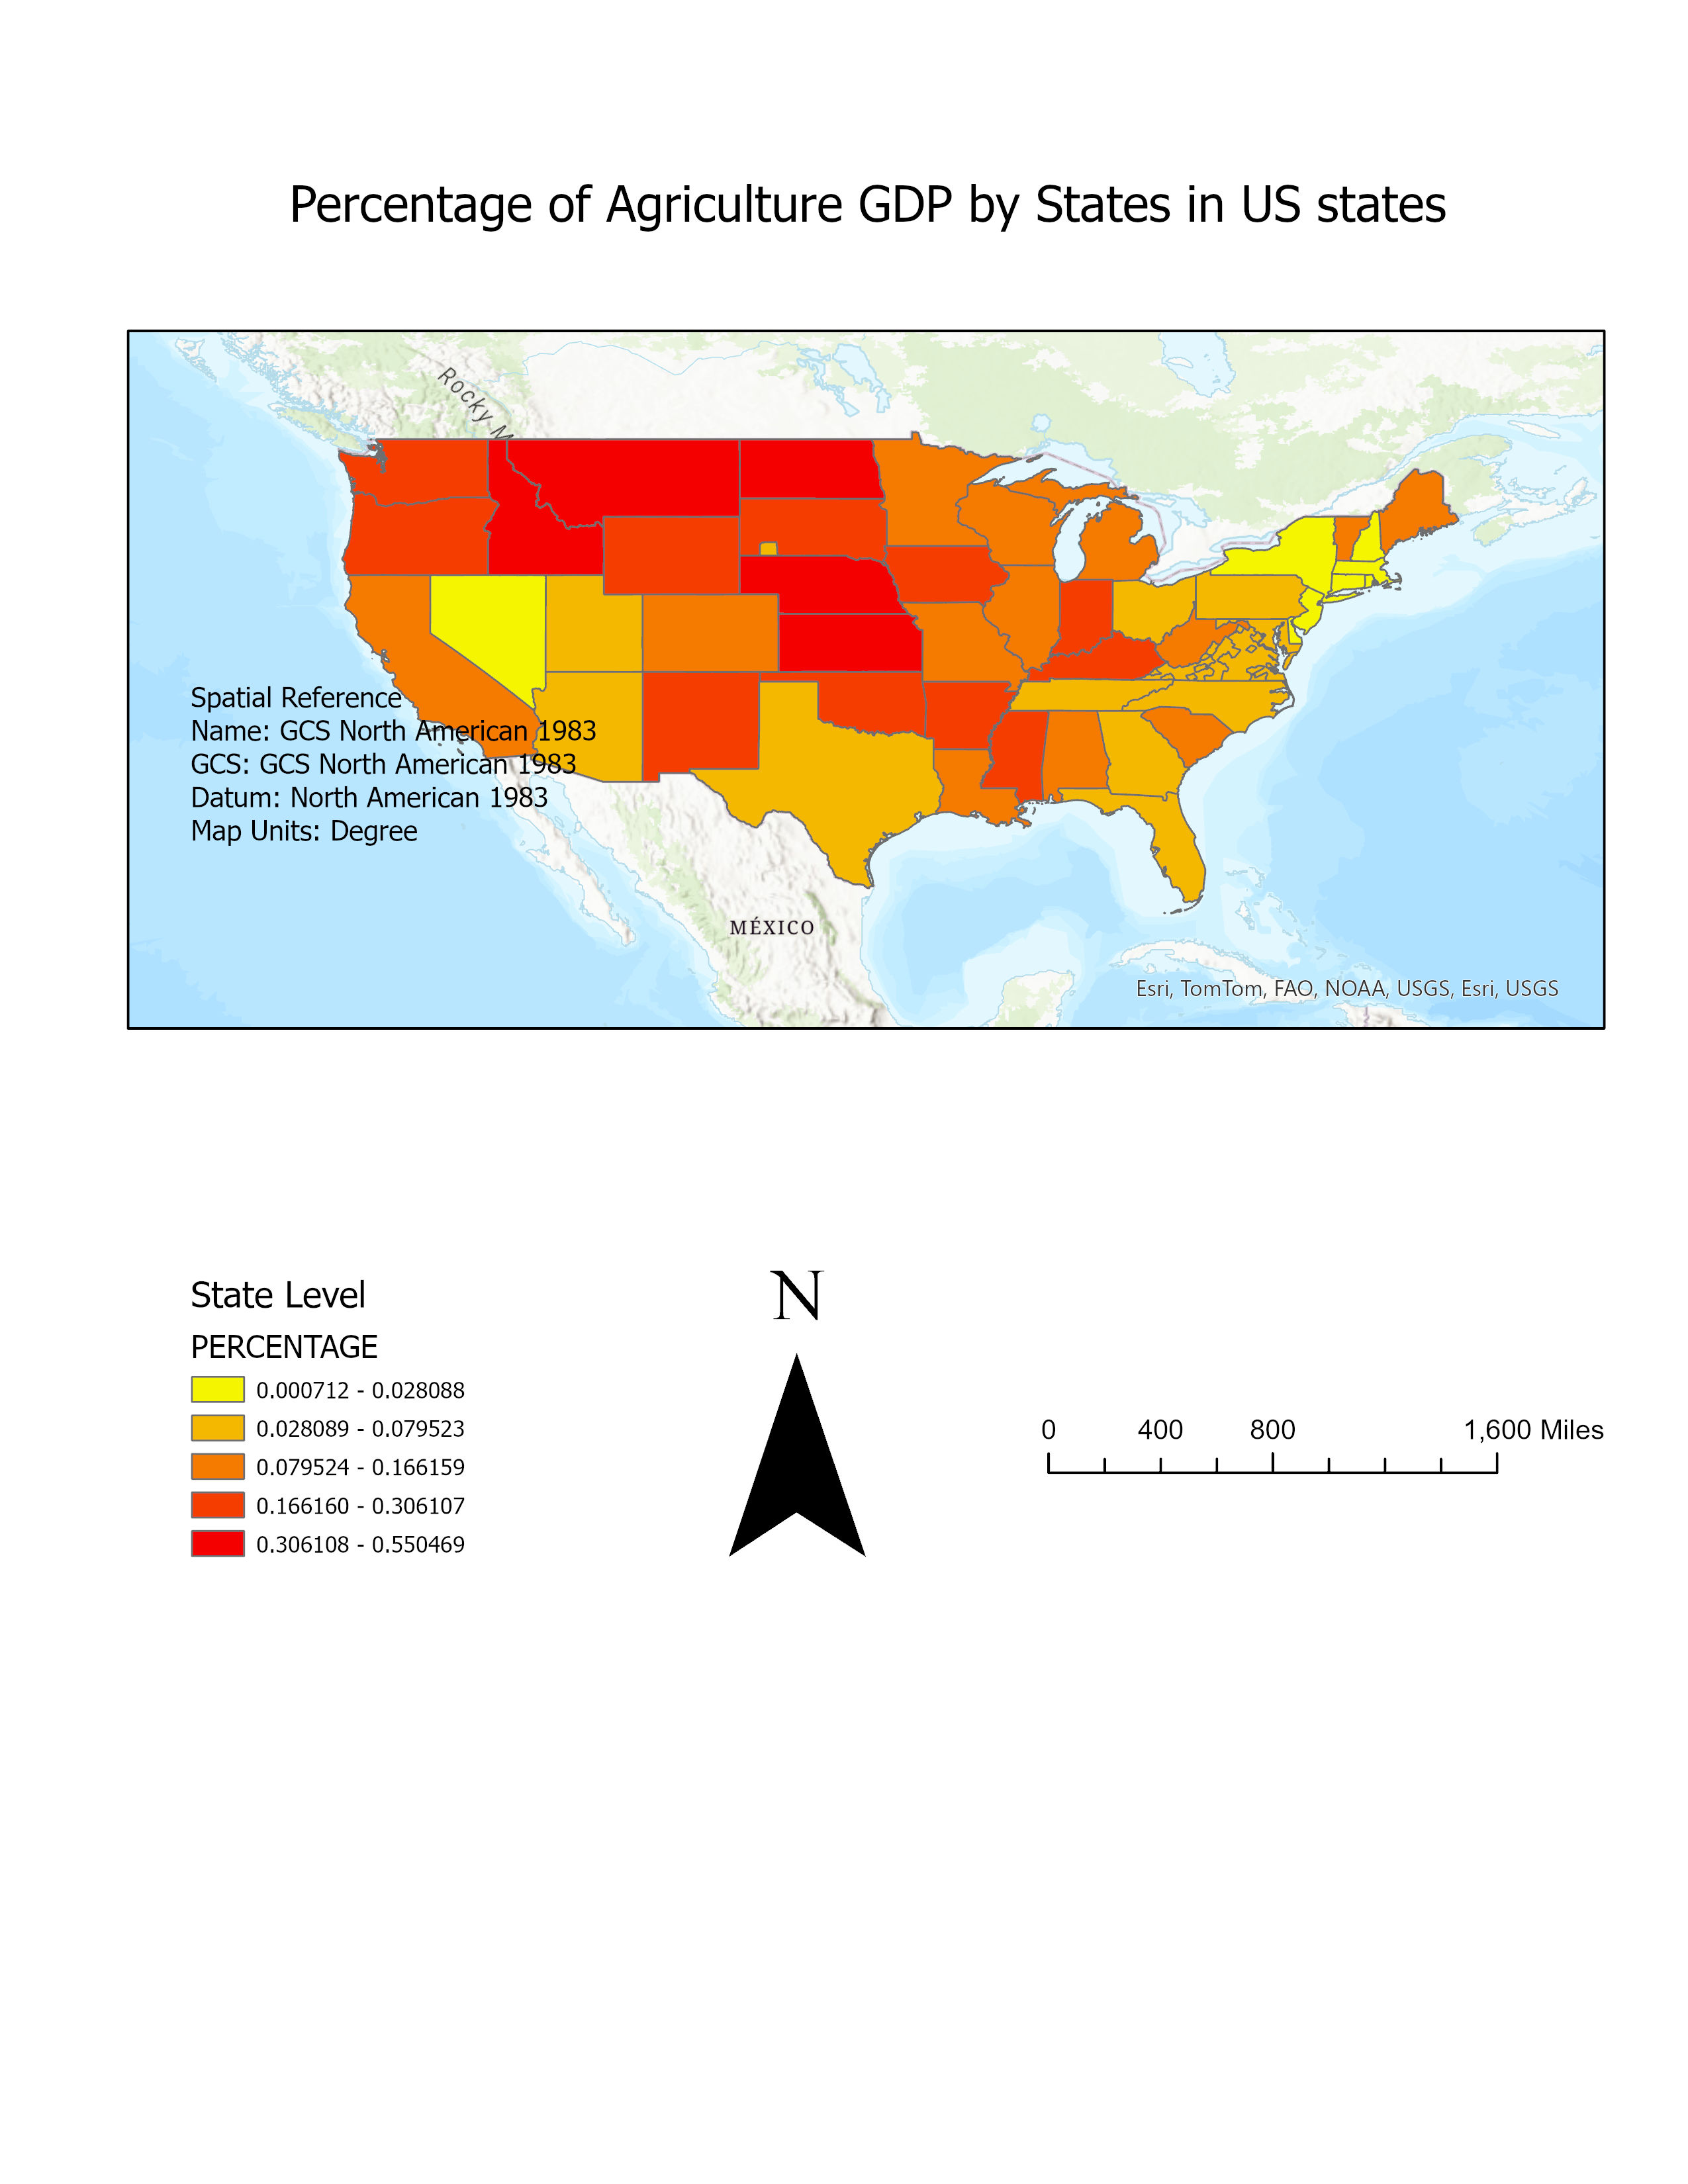 Percentage of Agriculture GDP by States in US states
Rocky M
Spatial Reference
Name: GCS North American 1983
GCS: GCS North American 1983
Datum: North American 1983
Map Units: Degree
MÉXICO
Esri, TomTom, FAO, NOAA, USGS, Esri, USGS
State Level
PERCENTAGE
0.000712 - 0.028088
0.028089 - 0.079523
0.079524 - 0.166159
0.166160 - 0.306107
0.306108 - 0.550469
N
0 400 800 1,600 Miles